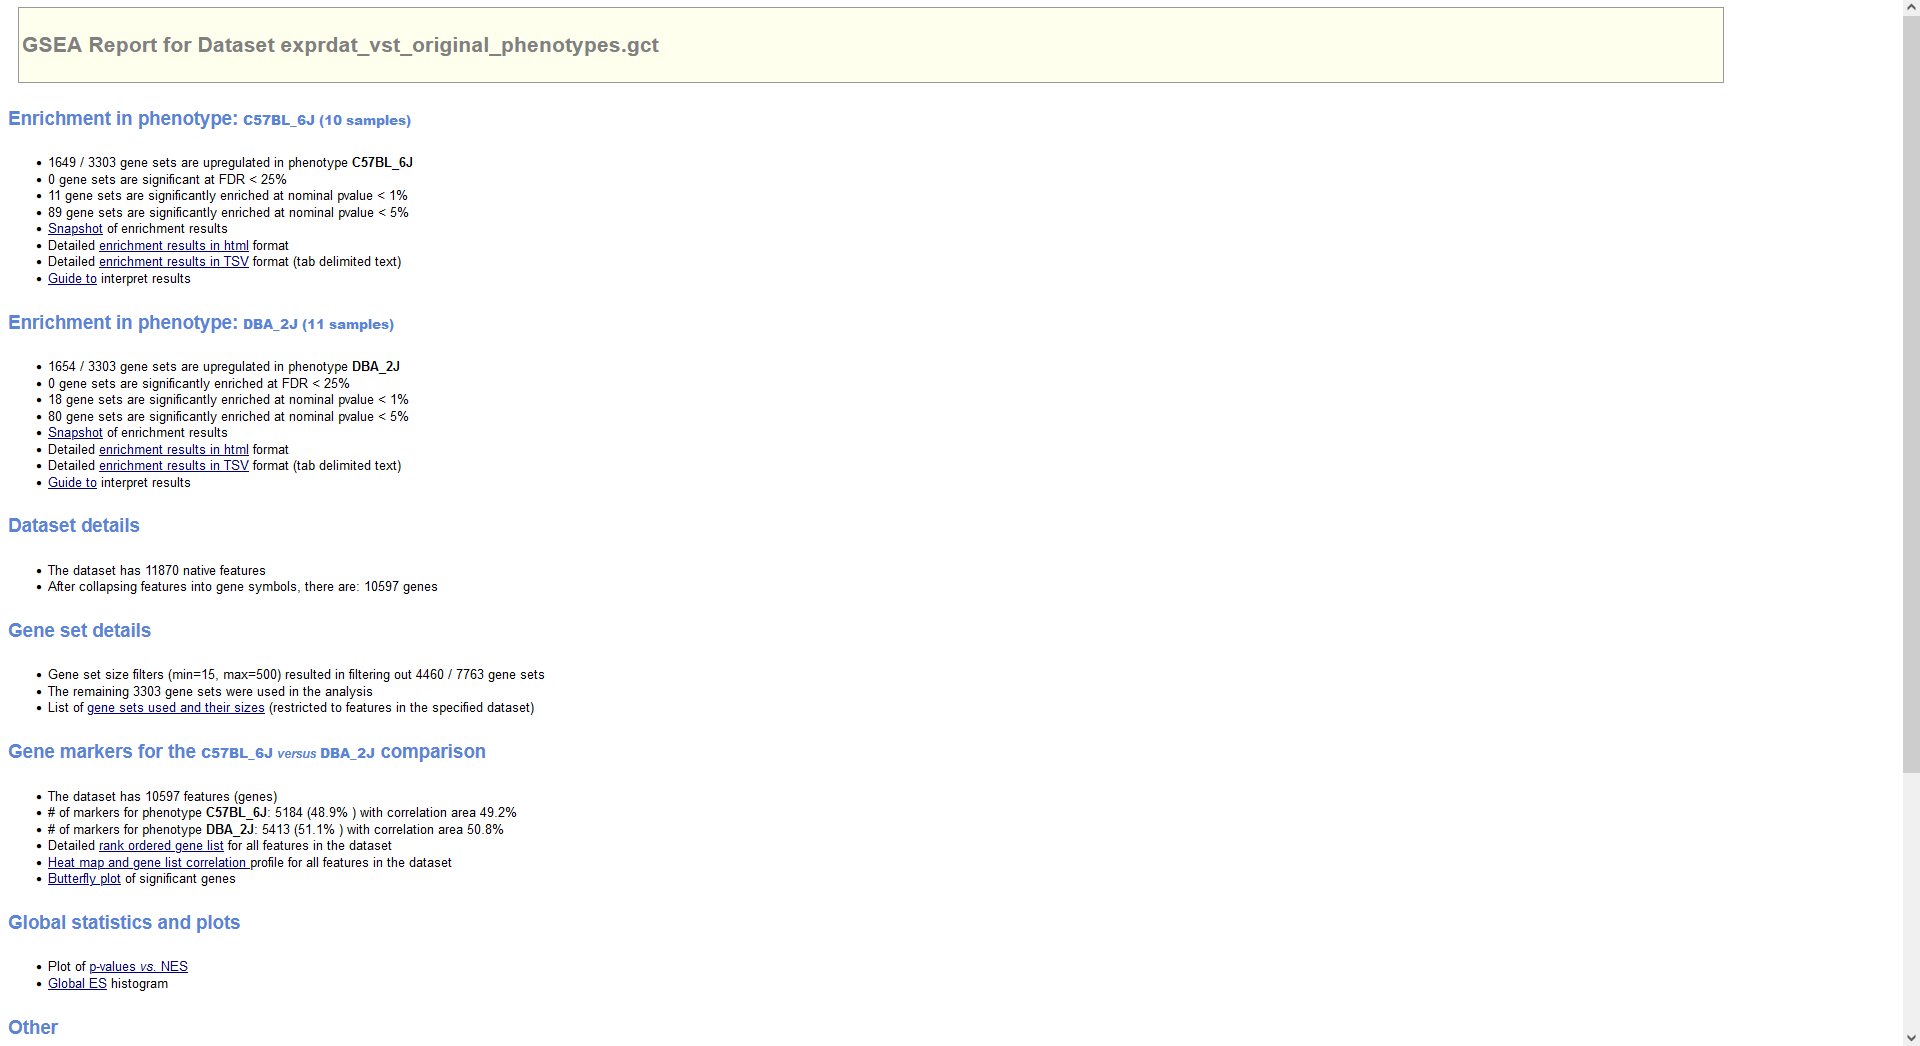 GSEA Report for Dataset exprdat_vst_original_phenotypes.gct
Enrichment in phenotype: C57BL_6J (10 samples)
1649 / 3303 gene sets are upregulated in phenotype C57BL_6J
0 gene sets are significant at FDR < 25%
11 gene sets are significantly enriched at nominal pvalue < 1%
89 gene sets are significantly enriched at nominal pvalue < 5%
Snapshot of enrichment results
Detailed enrichment results in html format
Detailed enrichment results in TSV format (tab delimited text)
Guide to interpret results
Enrichment in phenotype: DBA_2J (11 samples)
1654 / 3303 gene sets are upregulated in phenotype DBA_2J
0 gene sets are significantly enriched at FDR < 25%
18 gene sets are significantly enriched at nominal pvalue < 1%
80 gene sets are significantly enriched at nominal pvalue < 5%
Snapshot of enrichment results
Detailed enrichment results in html format
Detailed enrichment results in TSV format (tab delimited text)
Guide to interpret results
Dataset details
The dataset has 11870 native features
After collapsing features into gene symbols, there are: 10597 genes
Gene set details
Gene set size filters (min=15, max=500) resulted in filtering out 4460 / 7763 gene sets
The remaining 3303 gene sets were used in the analysis
List of gene sets used and their sizes (restricted to features in the specified dataset)
Gene markers for the C57BL_6J versus DBA_2J comparison
The dataset has 10597 features (genes)
# of markers for phenotype C57BL_6J: 5184 (48.9% ) with correlation area 49.2%
# of markers for phenotype DBA_2J: 5413 (51.1% ) with correlation area 50.8%
Detailed rank ordered gene list for all features in the dataset
Heat map and gene list correlation profile for all features in the dataset
Butterfly plot of significant genes
Global statistics and plots
Plot of p-values vs. NES
Global ES histogram
Other